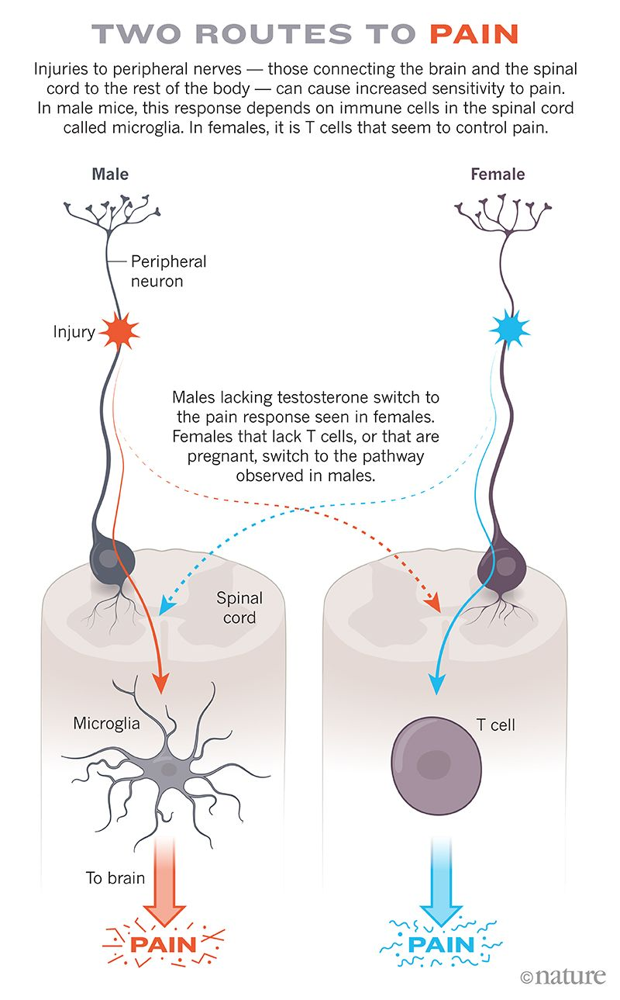 TWO ROUTES TO PAIN
Injuries to peripheral nerves — those connecting the brain and the spinal
cord to the rest of the body — can cause increased sensitivity to pain.
In male mice, this response depends on immune cells in the spinal cord
called microglia. In females, it is T cells that seem to control pain.
Male
Female
Peripheral
neuron
Injury
Males lacking testosterone switch to
the pain response seen in females.
Females that lack T cells, or that are
pregnant, switch to the pathway
observed in males.
Spinal
cord
Microglia
T cell
To brain
PAIN
PAIN
©nature